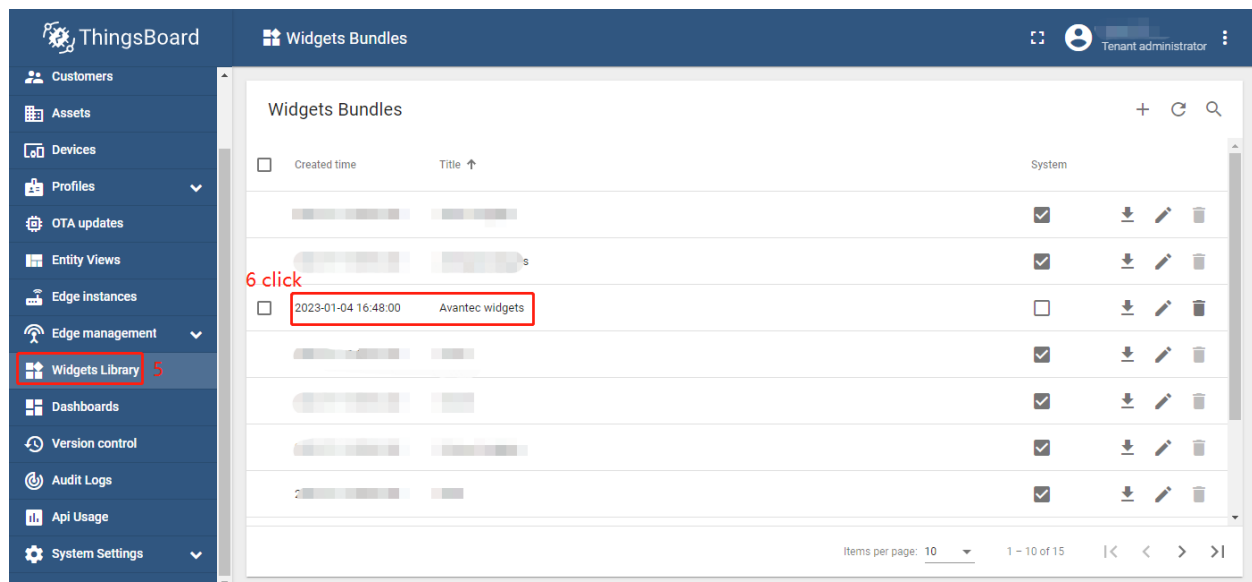 ThingsBoard
Widgets Bundles
Tenant administrator
Customers
Assets
Devices
Profiles
OTA updates
Entity Views
Edge instances
Edge management
Widgets Library 5
Dashboards
Version control
Audit Logs
Api Usage
System Settings
Widgets Bundles
Created time Title System
s
6 click
2023-01-04 16:48:00 Avantec widgets
2
Items per page: 10 1 – 10 of 15